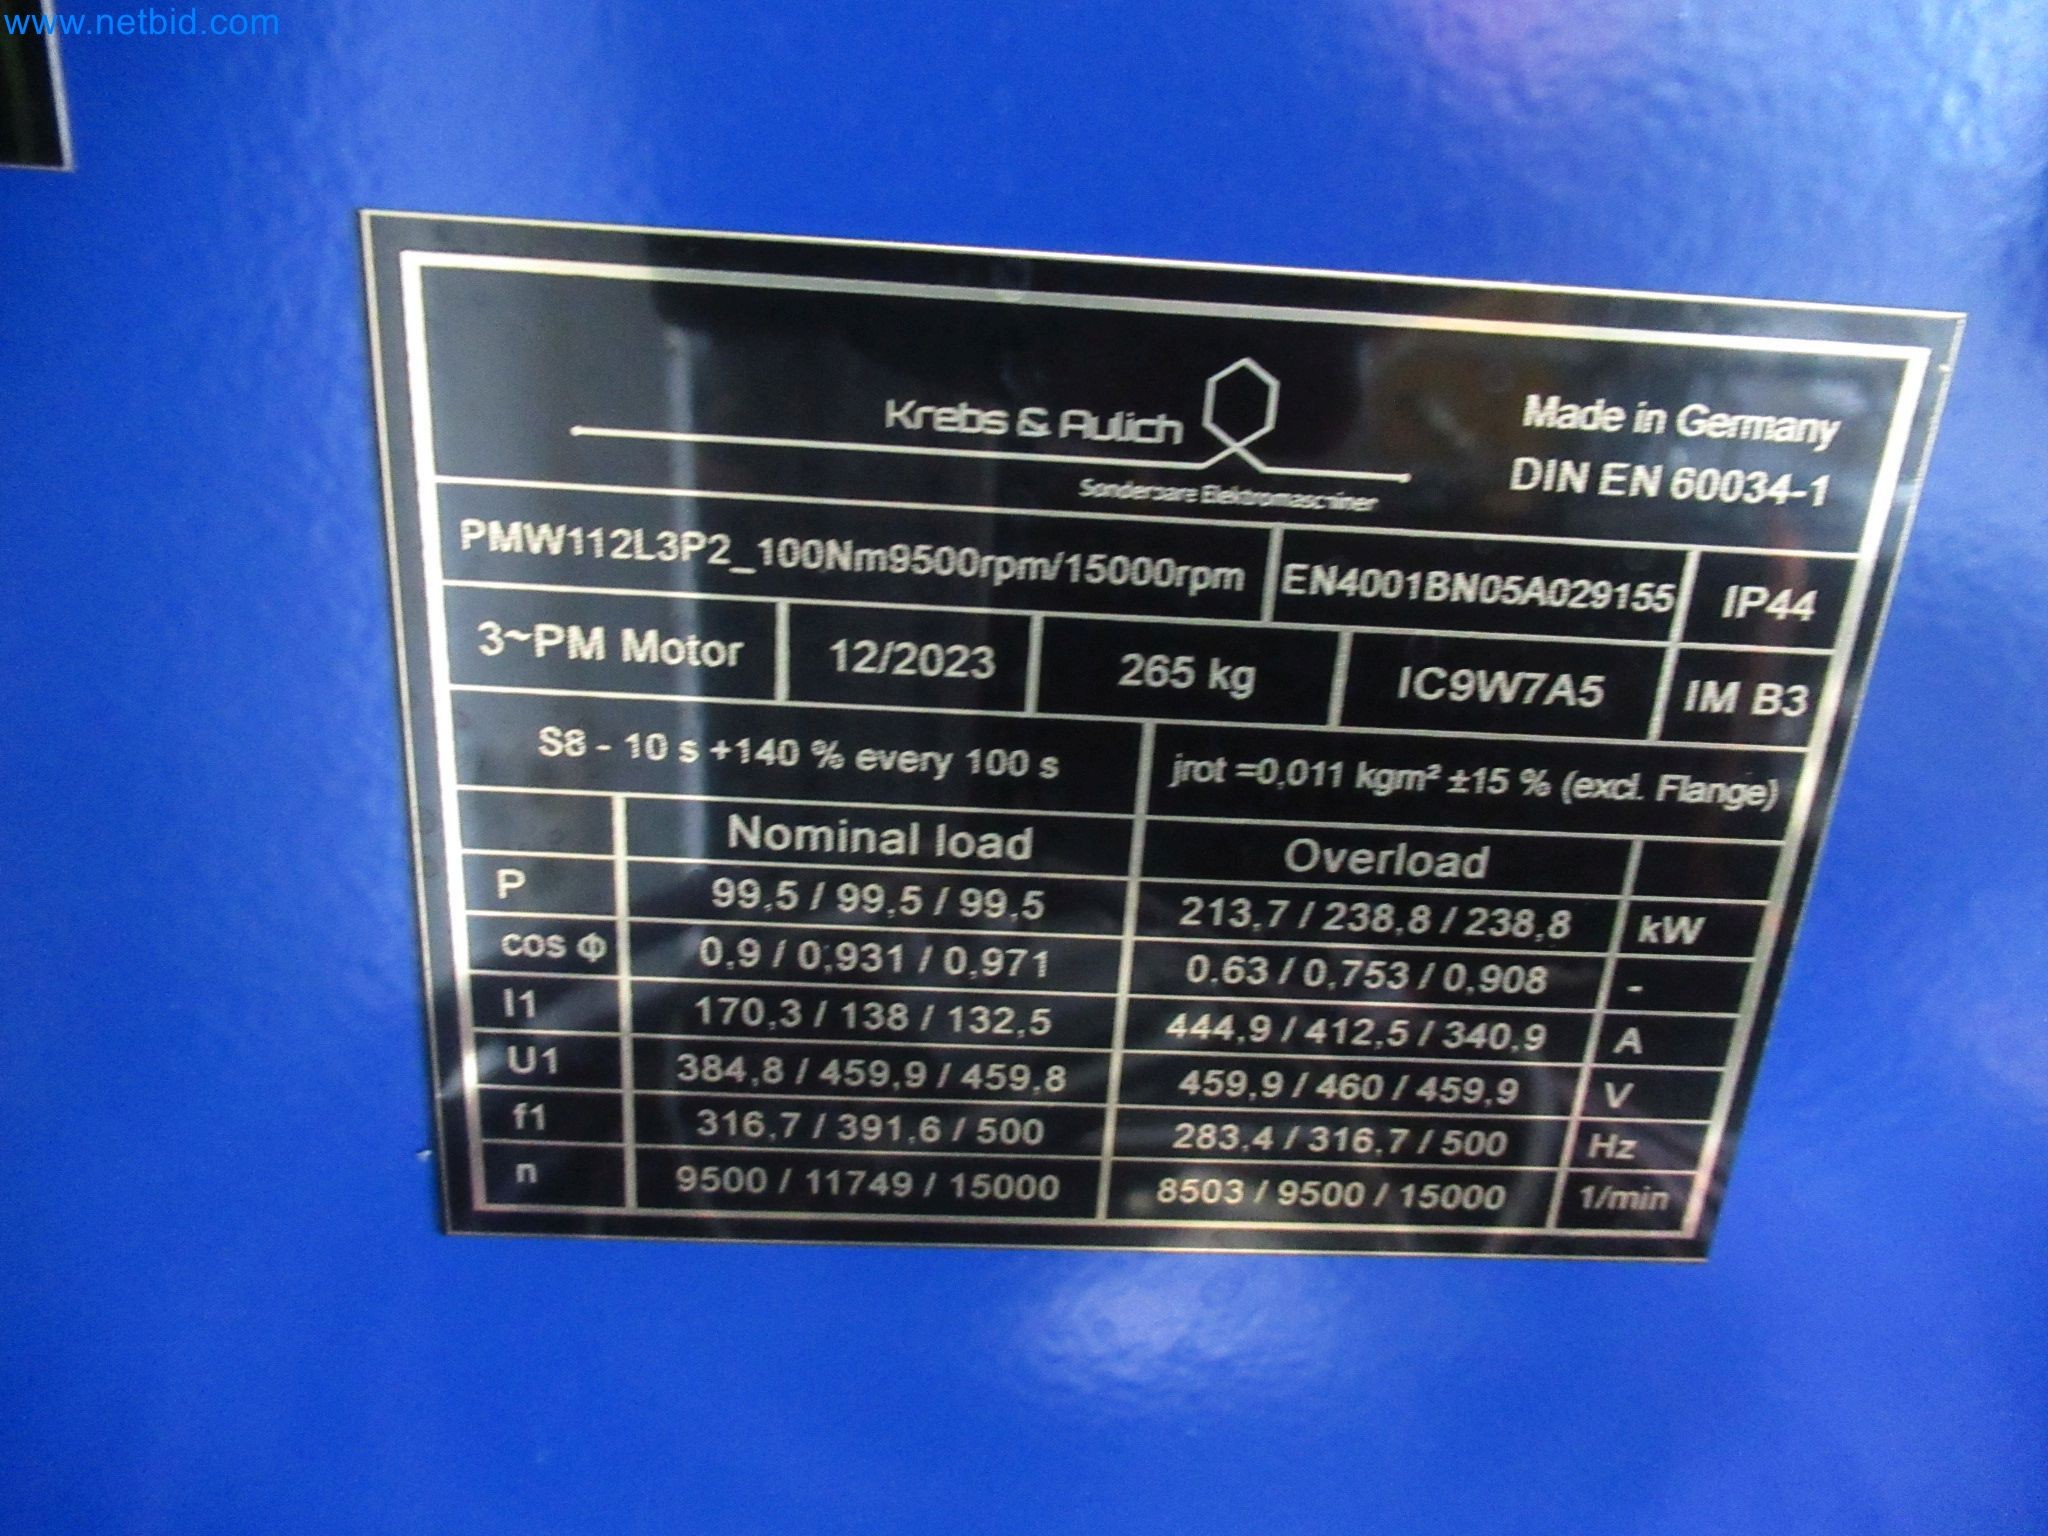 www.netbid.com
Krebs & Aulich
Sonderbare Elektromaschinen
Made in Germany
DIN EN 60034-1
PMW112L3P2_100Nm9500rpm/15000rpm EN4001BN05A029155 IP44
3~PM Motor 12/2023 265 kg IC9W7A5 IM B3
S8 - 10 s +140 % every 100 s jrot =0,011 kgm² ±15 % (excl. Flange)
Nominal load Overload
P 99,5 / 99,5 / 99,5 213,7 / 238,8 / 238,8 kW
cos Φ 0,9 / 0,931 / 0,971 0,63 / 0,753 / 0,908 -
I1 170,3 / 138 / 132,5 444,9 / 412,5 / 340,9 A
U1 384,8 / 459,9 / 459,8 459,9 / 460 / 459,9 V
f1 316,7 / 391,6 / 500 283,4 / 316,7 / 500 Hz
n 9500 / 11749 / 15000 8503 / 9500 / 15000 1/min